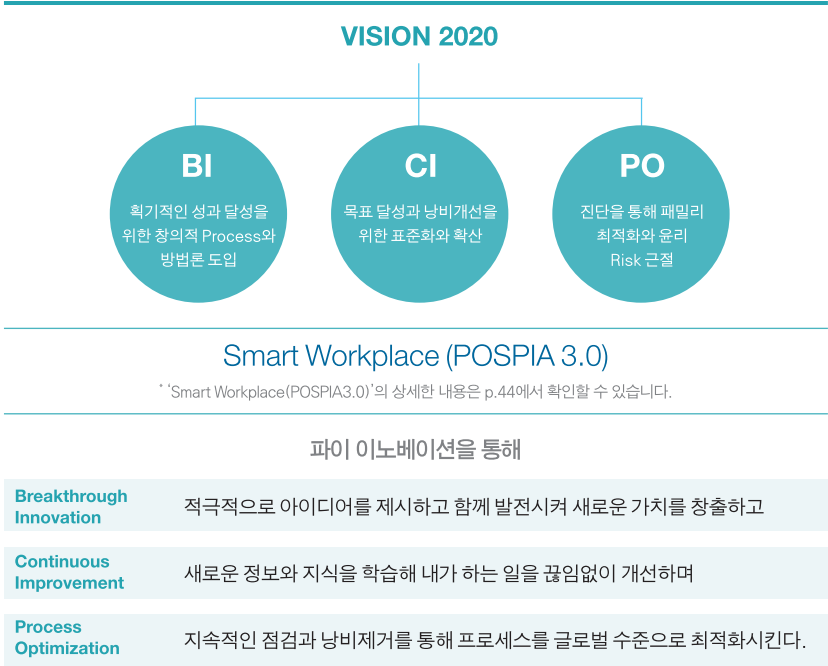 VISION 2020
BI
획기적인 성과 달성을
위한 창의적 Process와
방법론 도입
CI
목표 달성과 낭비개선을
위한 표준화와 확산
PO
진단을 통해 패밀리
최적화와 윤리
Risk 근절
Smart Workplace (POSPIA 3.0)
* ‘Smart Workplace(POSPIA3.0)’의 상세한 내용은 p.44에서 확인할 수 있습니다.
파이 이노베이션을 통해
Breakthrough
Innovation
적극적으로 아이디어를 제시하고 함께 발전시켜 새로운 가치를 창출하고
Continuous
Improvement
새로운 정보와 지식을 학습해 내가 하는 일을 끊임없이 개선하며
Process
Optimization
지속적인 점검과 낭비제거를 통해 프로세스를 글로벌 수준으로 최적화시킨다.